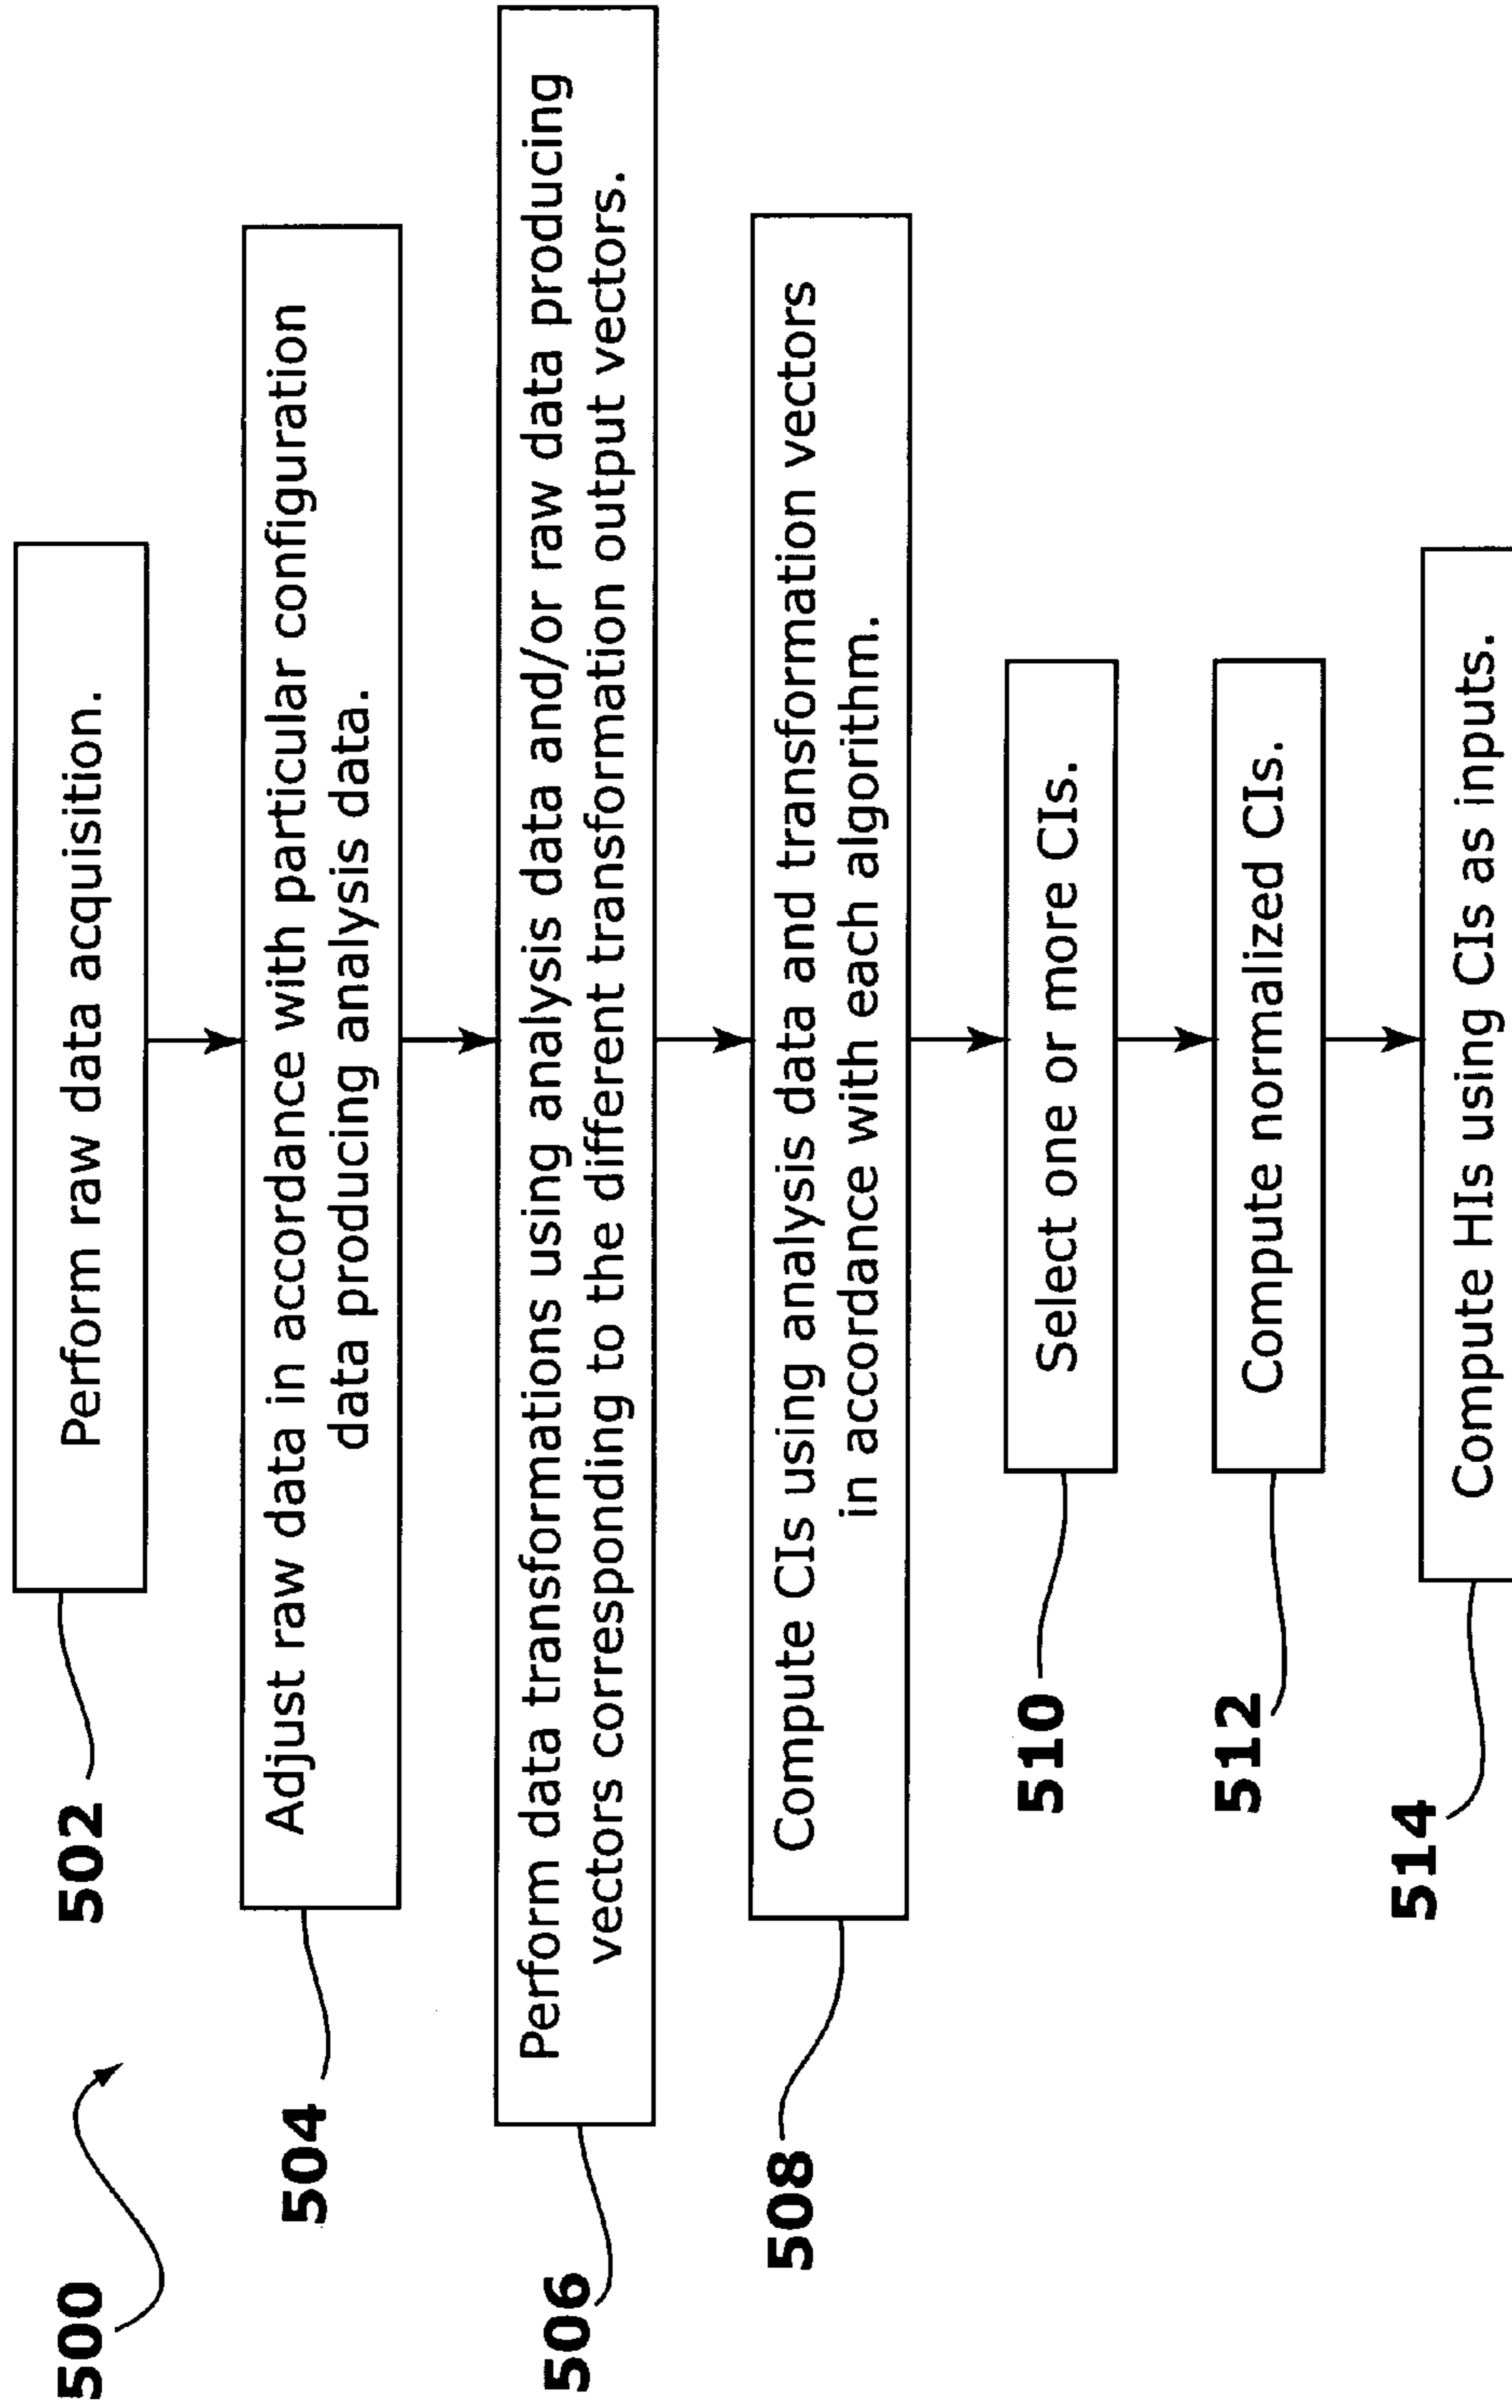 500
502
Perform raw data acquisition.
504
Adjust raw data in accordance with particular configuration
data producing analysis data.
506
Perform data transformations using analysis data and/or raw data producing
vectors corresponding to the different transformation output vectors.
508
Compute CIs using analysis data and transformation vectors
in accordance with each algorithm.
510
Select one or more CIs.
512
Compute normalized CIs.
514
Compute HIs using CIs as inputs.